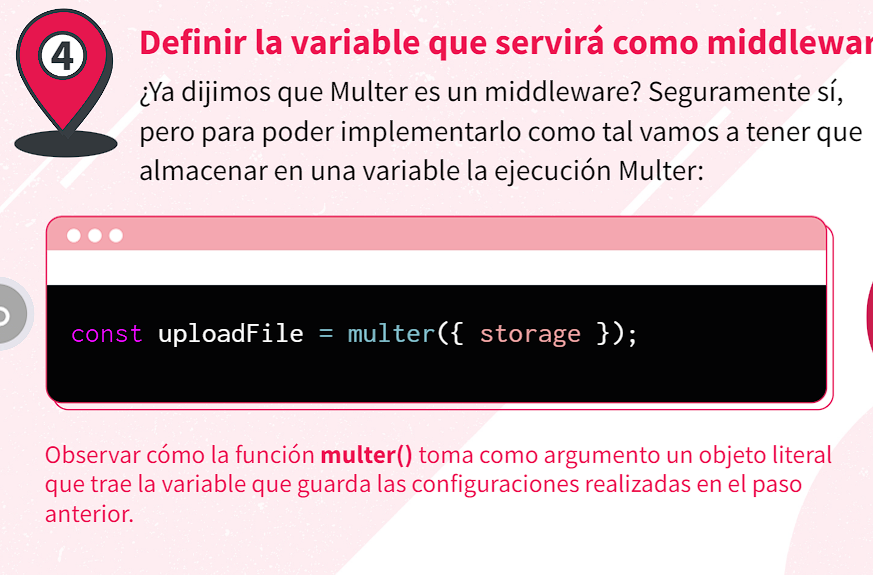 4
Definir la variable que servirá como middlewar
¿Ya dijimos que Multer es un middleware? Seguramente sí,
pero para poder implementarlo como tal vamos a tener que
almacenar en una variable la ejecución Multer:
const uploadFile = multer({ storage });
Observar cómo la función multer() toma como argumento un objeto literal
que trae la variable que guarda las configuraciones realizadas en el paso
anterior.